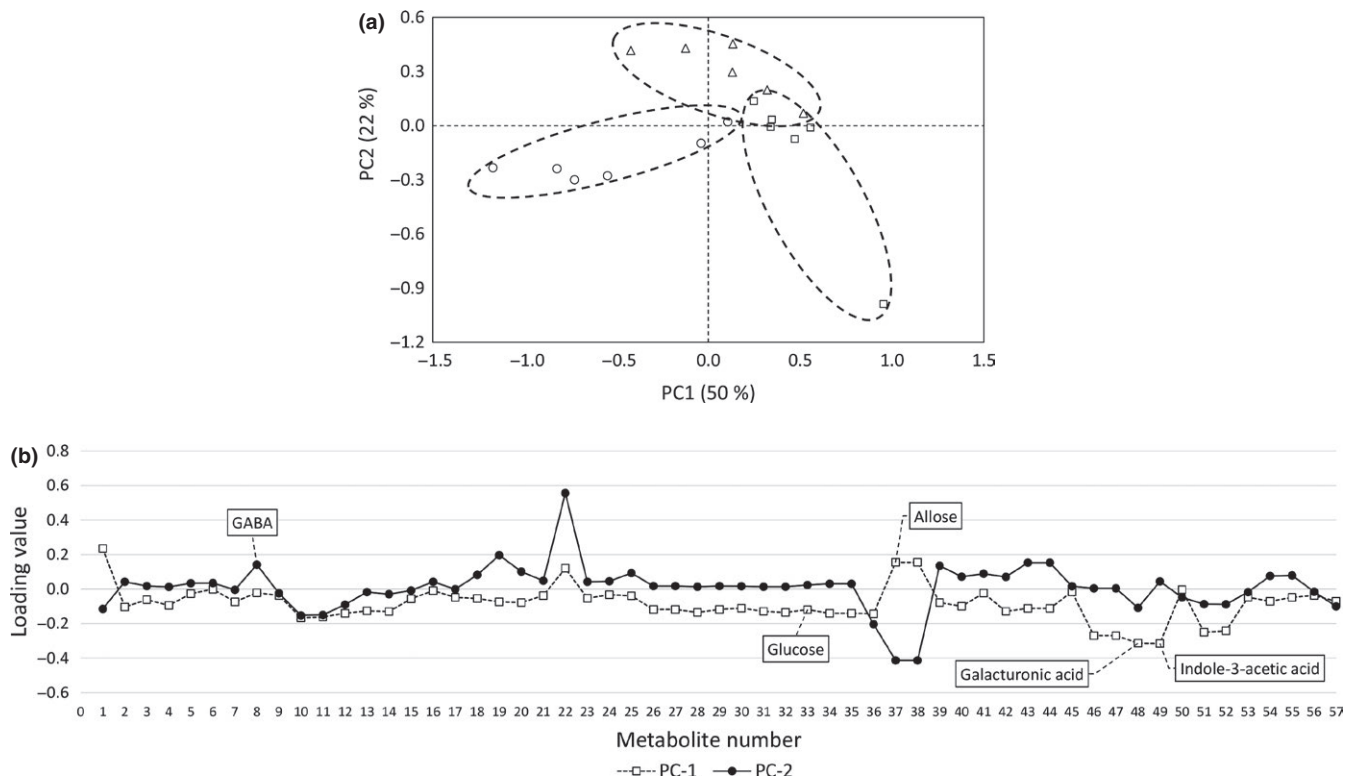 (a)
0.6
0.3
0.0
−0.3
−0.6
−0.9
−1.2
PC2 (22 %)
−1.5 −1.0 −0.5 0.0 0.5 1.0 1.5
PC1 (50 %)
(b)
0.8
0.6
0.4
0.2
0.0
−0.2
−0.4
−0.6
Loading value
GABA
Allose
Glucose
Galacturonic acid
Indole-3-acetic acid
0 1 2 3 4 5 6 7 8 9 10 11 12 13 14 15 16 17 18 19 20 21 22 23 24 25 26 27 28 29 30 31 32 33 34 35 36 37 38 39 40 41 42 43 44 45 46 47 48 49 50 51 52 53 54 55 56 57
Metabolite number
PC-1 PC-2